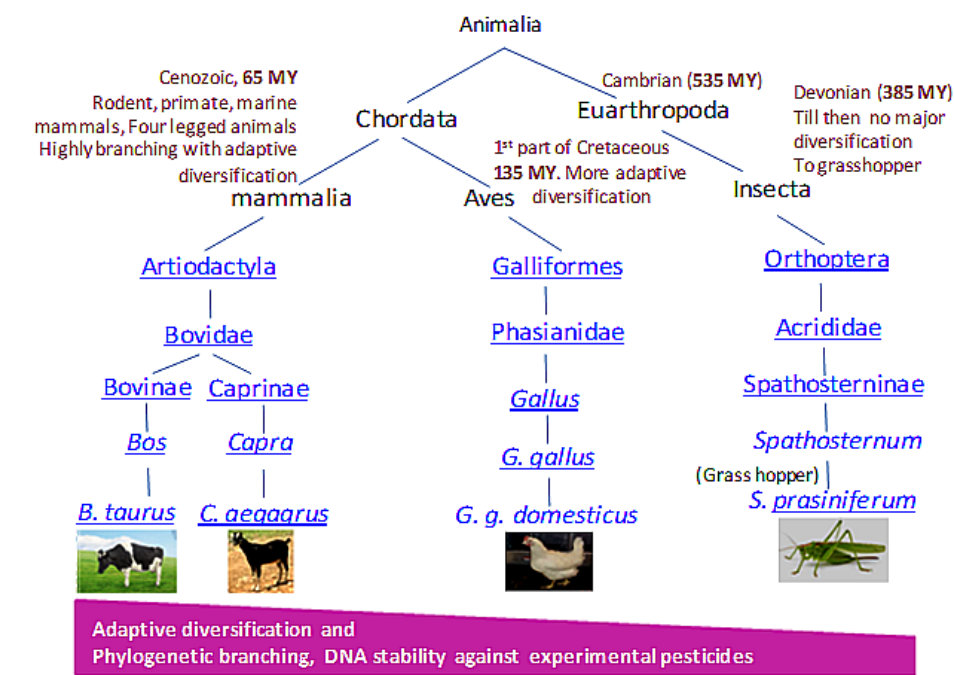 Animalia
Cenozoic, 65 MY
Rodent, primate, marine
mammals, Four legged animals
Highly branching with adaptive
diversification
Chordata
Cambrian (535 MY)
Euarthropoda
Devonian (385 MY)
Till then no major
diversification
To grasshopper
1st part of Cretaceous
135 MY. More adaptive
diversification
mammalia
Aves
Insecta
Artiodactyla
Galliformes
Orthoptera
Bovidae
Phasianidae
Acrididae
Bovinae
Caprinae
Gallus
Spathosterninae
Bos
Capra
G. gallus
Spathosternum
(Grass hopper)
B. taurus
C. aegagrus
G. g. domesticus
S. prasiniferum
Adaptive diversification and
Phylogenetic branching, DNA stability against experimental pesticides